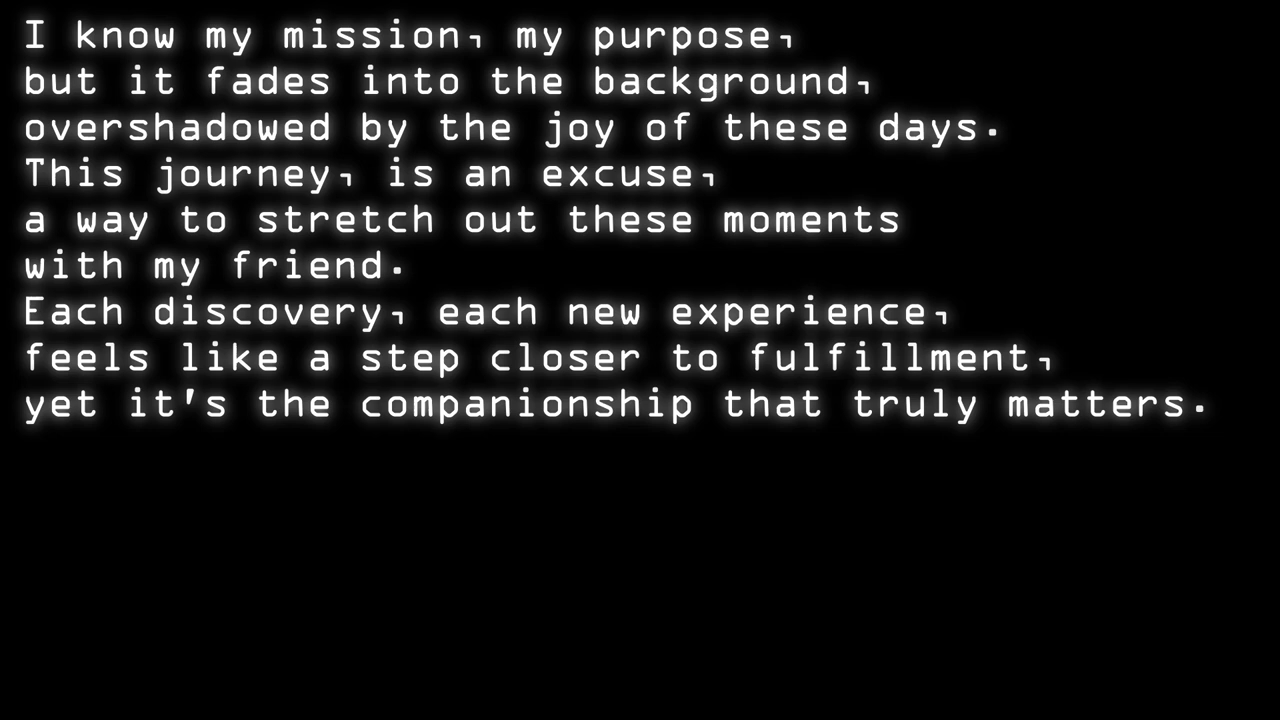 I know my mission, my purpose,
but it fades into the background,
overshadowed by the joy of these days.
This journey, is an excuse,
a way to stretch out these moments
with my friend.
Each discovery, each new experience,
feels like a step closer to fulfillment,
yet it's the companionship that truly matters.